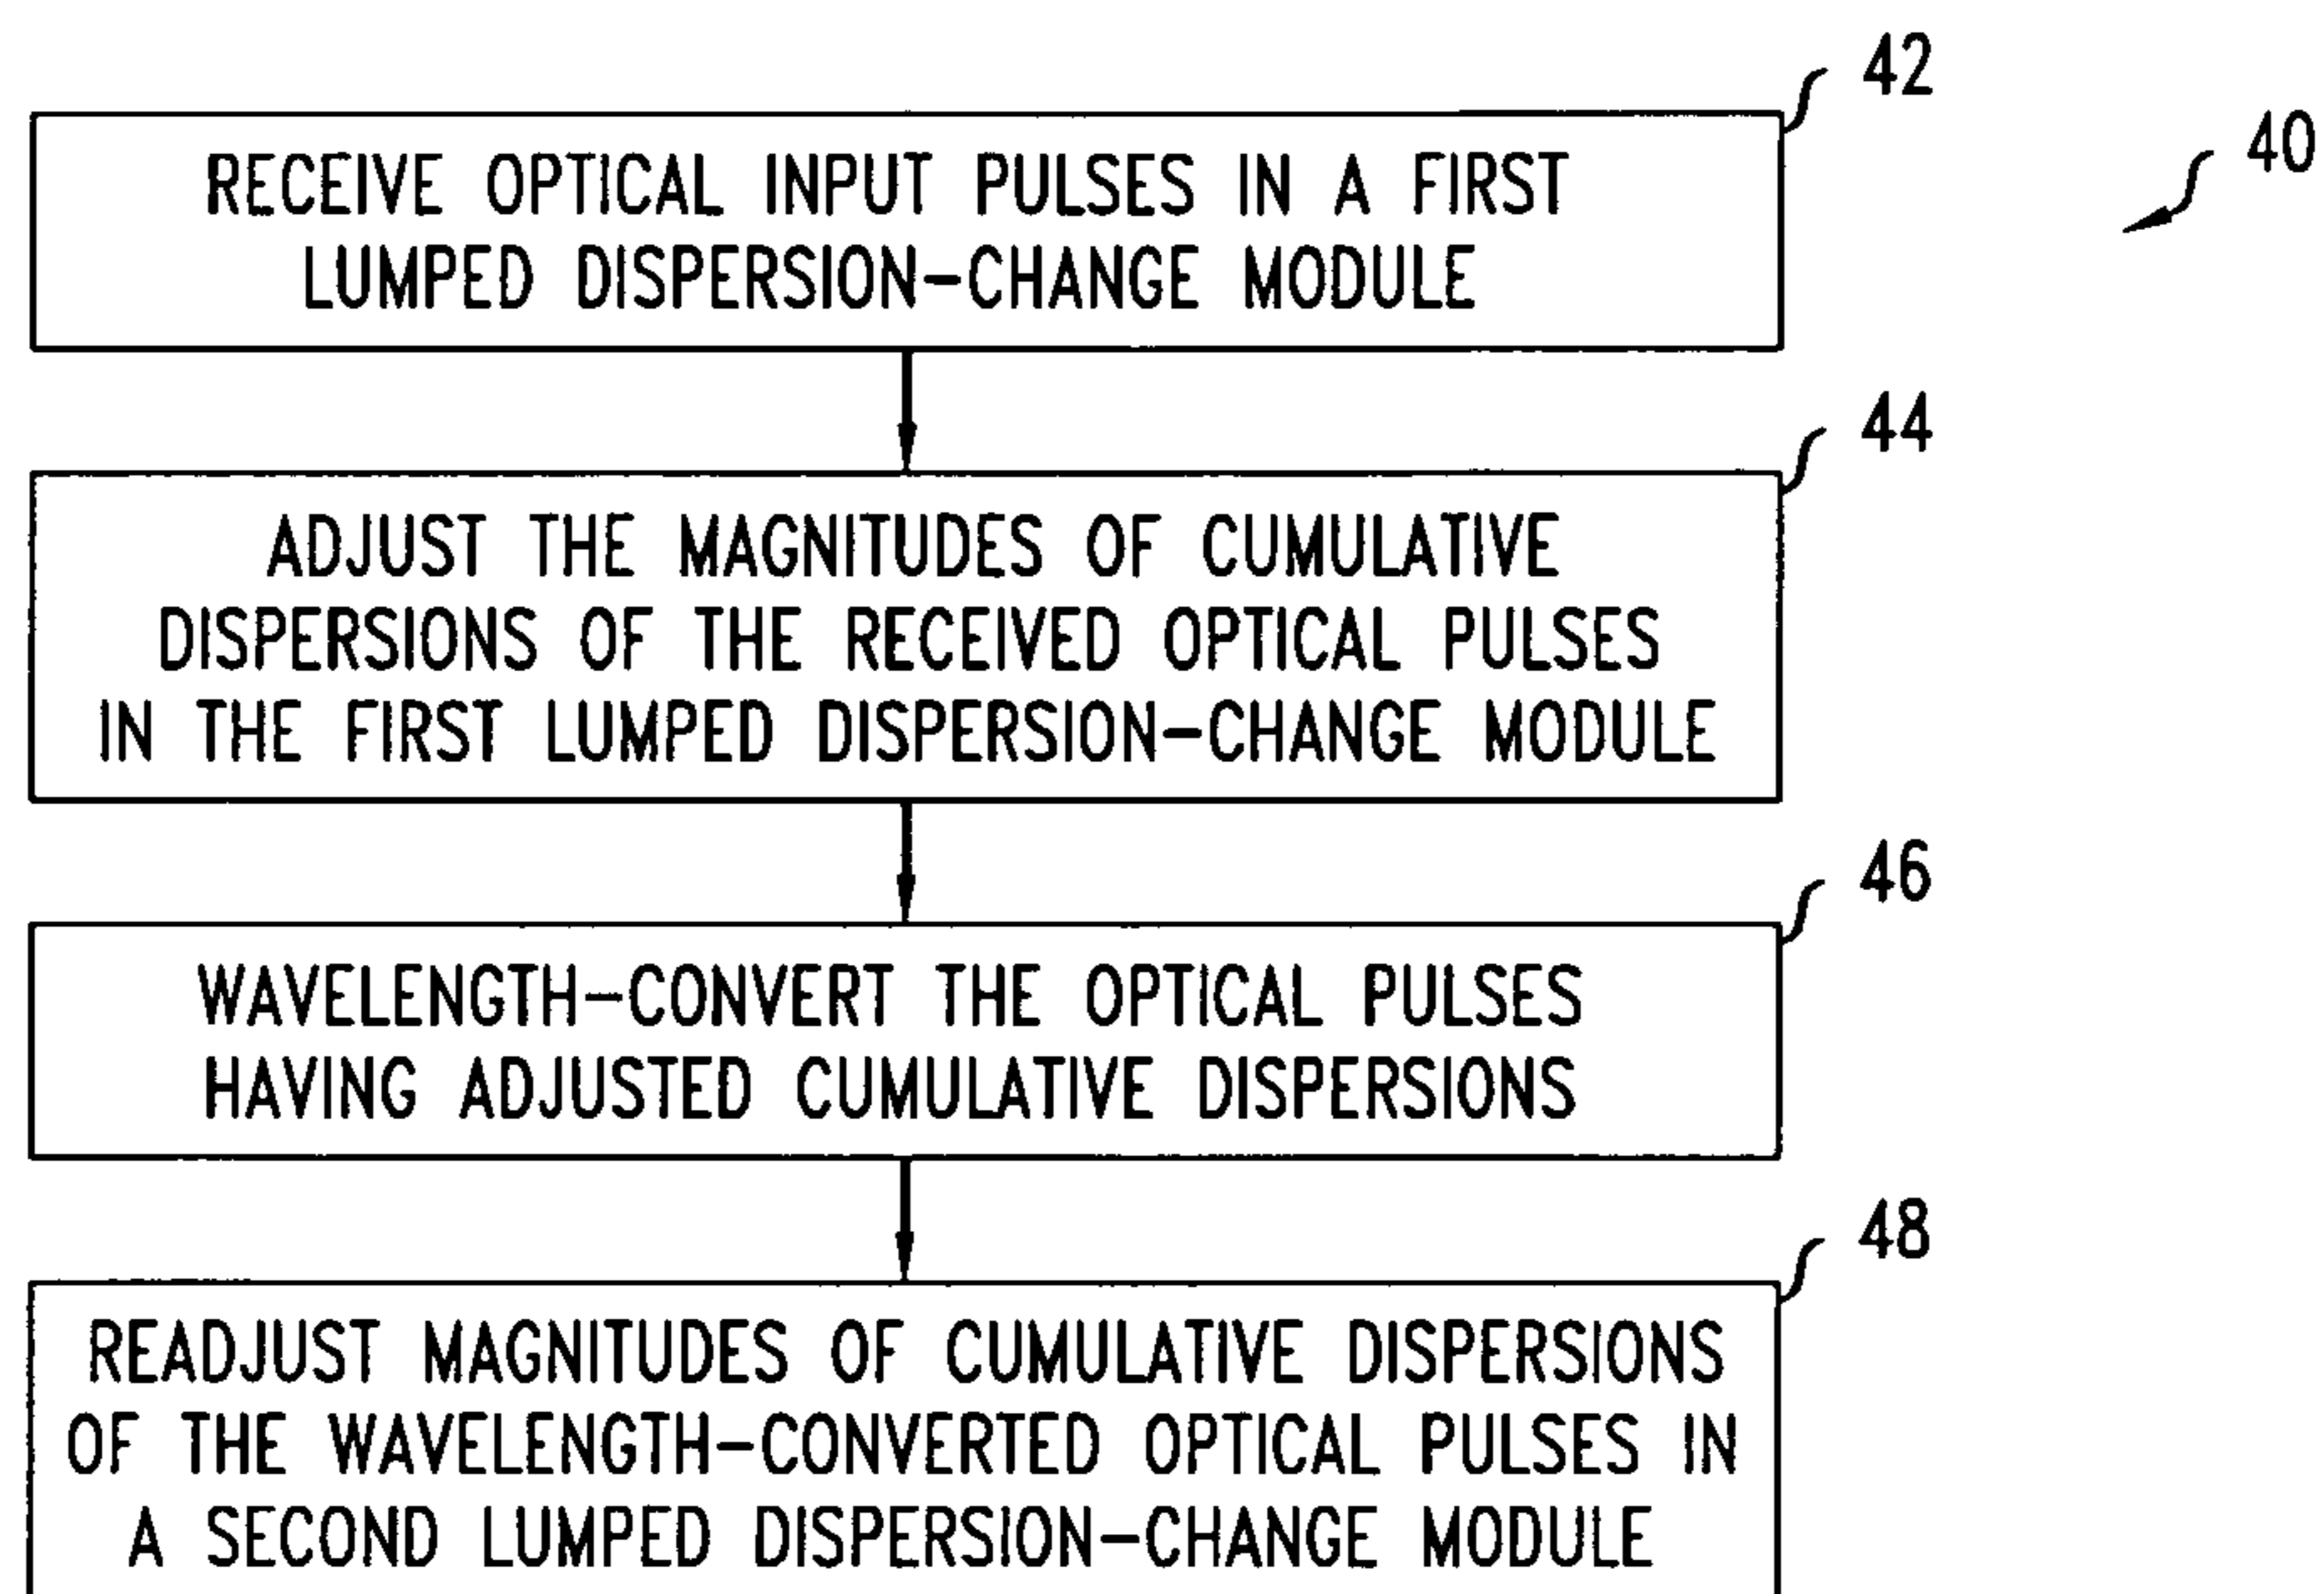 42
40
RECEIVE OPTICAL INPUT PULSES IN A FIRST
LUMPED DISPERSION-CHANGE MODULE
44
ADJUST THE MAGNITUDES OF CUMULATIVE
DISPERSIONS OF THE RECEIVED OPTICAL PULSES
IN THE FIRST LUMPED DISPERSION-CHANGE MODULE
46
WAVELENGTH-CONVERT THE OPTICAL PULSES
HAVING ADJUSTED CUMULATIVE DISPERSIONS
48
READJUST MAGNITUDES OF CUMULATIVE DISPERSIONS
OF THE WAVELENGTH-CONVERTED OPTICAL PULSES IN
A SECOND LUMPED DISPERSION-CHANGE MODULE